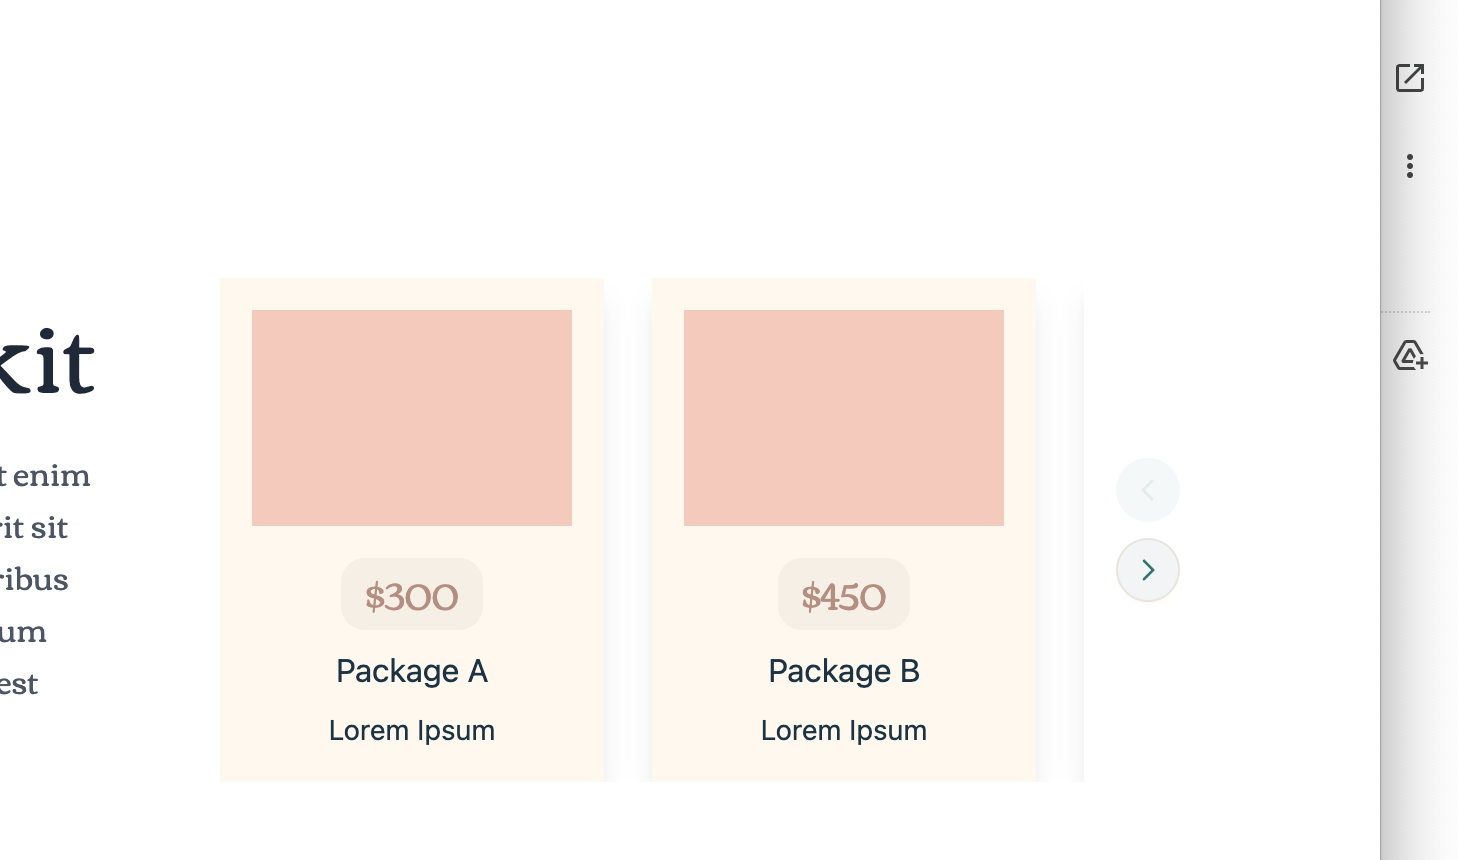 kit
t enim
rit sit
ribus
um
est
$300
Package A
Lorem Ipsum
$450
Package B
Lorem Ipsum